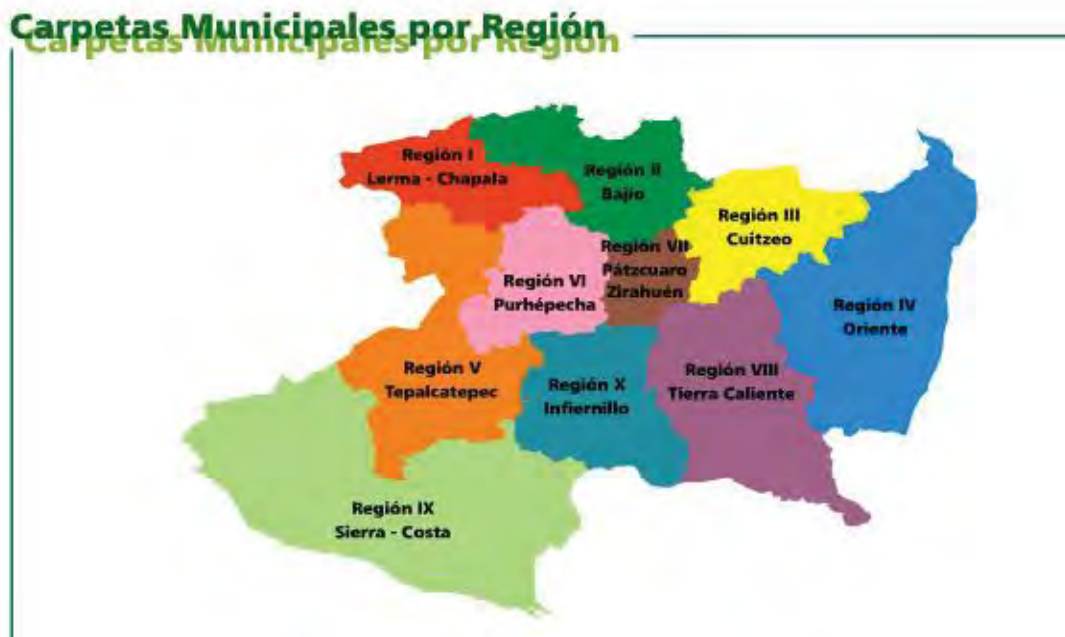 Carpetas Municipales por Región
Región I
Lerma - Chapala
Región II
Bajío
Región III
Cuitzeo
Región VII
Pátzcuaro
Zirahuén
Región VI
Purhépecha
Región IV
Oriente
Región V
Tepalcatepec
Región X
Infiernillo
Región VIII
Tierra Caliente
Región IX
Sierra - Costa